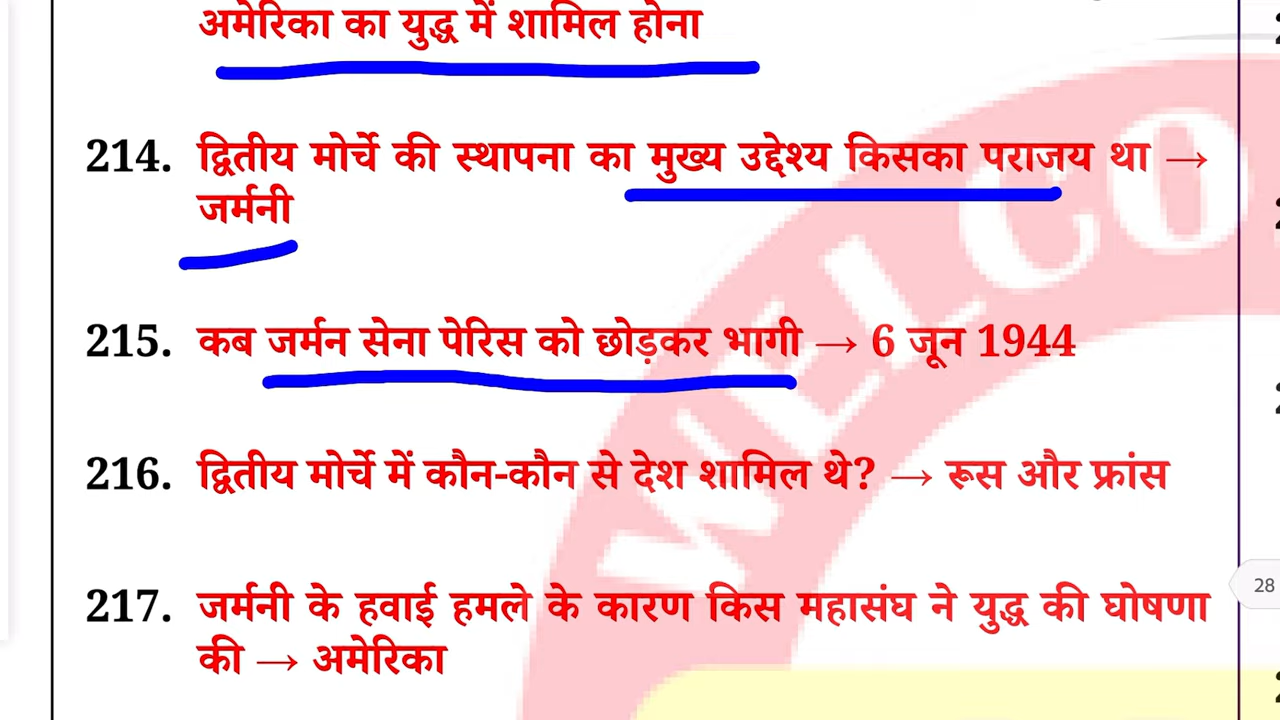 अमेरिका का युद्ध में शामिल होना
214. द्वितीय मोर्चे की स्थापना का मुख्य उद्देश्य किसका पराजय था →
जर्मनी
215. कब जर्मन सेना पेरिस को छोड़कर भागी → 6 जून 1944
216. द्वितीय मोर्चे में कौन-कौन से देश शामिल थे? → रूस और फ्रांस
217. जर्मनी के हवाई हमले के कारण किस महासंघ ने युद्ध की घोषणा
की → अमेरिका
WELCO
28